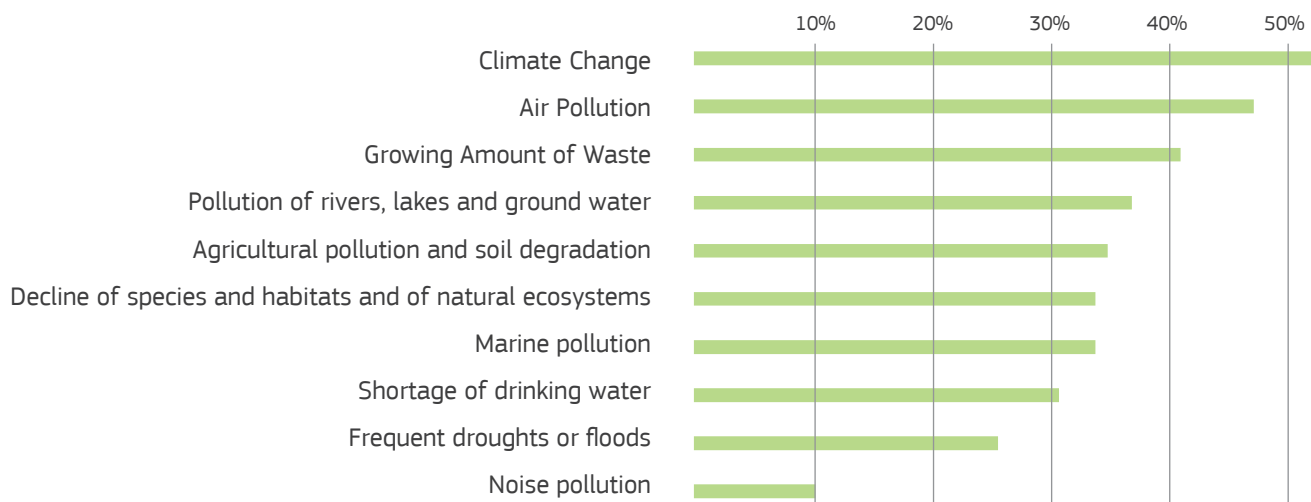 10% 20% 30% 40% 50%
Climate Change
Air Pollution
Growing Amount of Waste
Pollution of rivers, lakes and ground water
Agricultural pollution and soil degradation
Decline of species and habitats and of natural ecosystems
Marine pollution
Shortage of drinking water
Frequent droughts or floods
Noise pollution